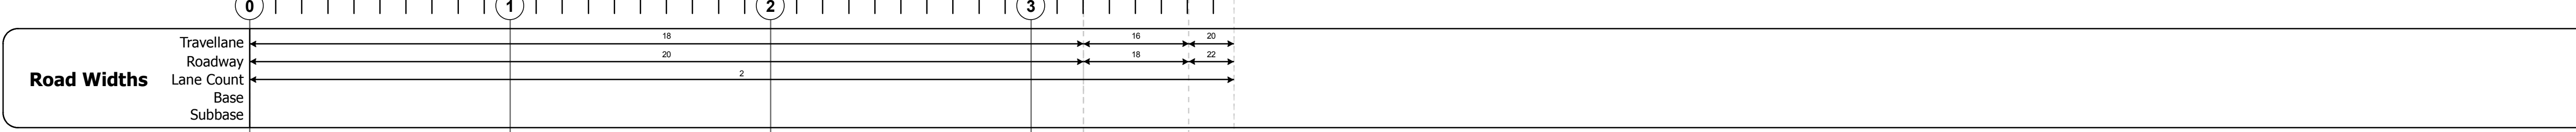 0 1 2 3
Travellane 18 16 20
Roadway 20 18 22
Road Widths Lane Count 2
Base
Subbase